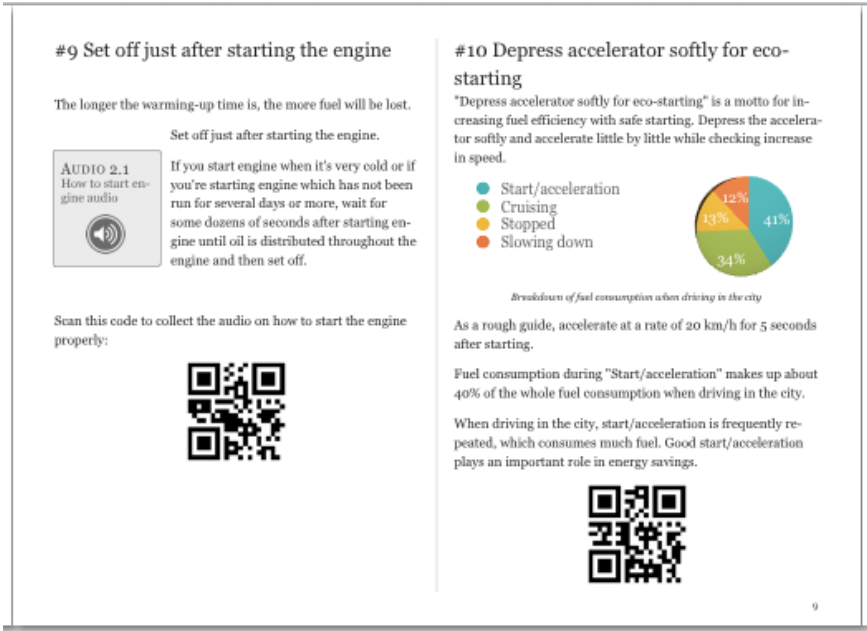 #9 Set off just after starting the engine
The longer the warming-up time is, the more fuel will be lost.
AUDIO 2.1
How to start en-
gine audio
Set off just after starting the engine.
If you start engine when it's very cold or if
you're starting engine which has not been
run for several days or more, wait for
some dozens of seconds after starting en-
gine until oil is distributed throughout the
engine and then set off.
Scan this code to collect the audio on how to start the engine
properly:
#10 Depress accelerator softly for eco-
starting
"Depress accelerator softly for eco-starting" is a motto for in-
creasing fuel efficiency with safe starting. Depress the accelera-
tor softly and accelerate little by little while checking increase
in speed.
Start/acceleration
Cruising
Stopped
Slowing down
12%
13%
41%
34%
Breakdown of fuel consumption when driving in the city
As a rough guide, accelerate at a rate of 20 km/h for 5 seconds
after starting.
Fuel consumption during "Start/acceleration" makes up about
40% of the whole fuel consumption when driving in the city.
When driving in the city, start/acceleration is frequently re-
peated, which consumes much fuel. Good start/acceleration
plays an important role in energy savings.
9